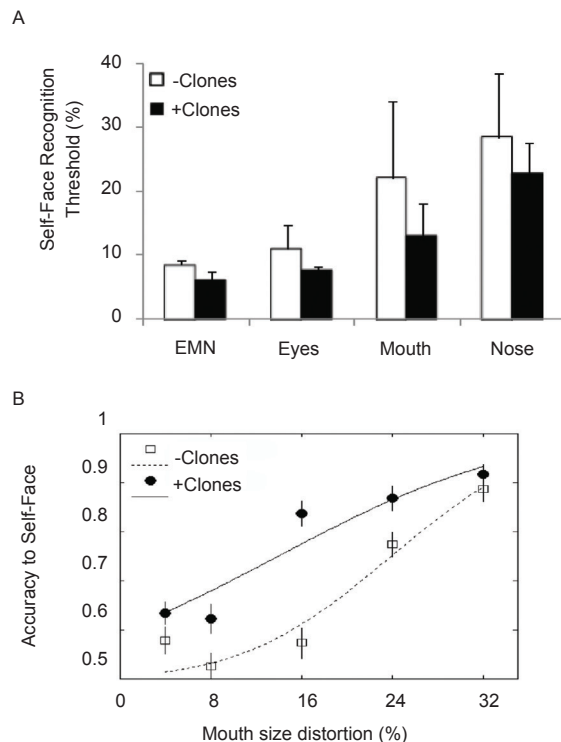 A
Self-Face Recognition
Threshold (%)
40
30
20
10
0
-Clones
+Clones
EMN Eyes Mouth Nose
B
Accuracy to Self-Face
1
0.9
0.8
0.7
0.6
0.5
-Clones
+Clones
0 8 16 24 32
Mouth size distortion (%)